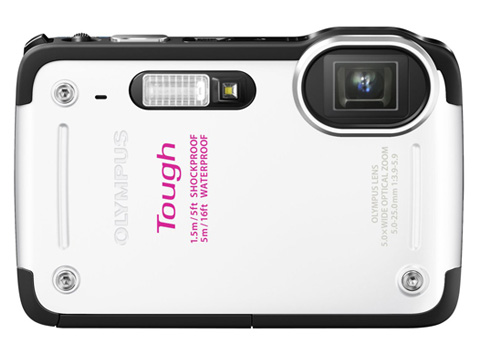 OLYMPUS
Tough
1.5m/5ft SHOCKPROOF
5m/16ft WATERPROOF
OLYMPUS LENS
5.0×WIDE OPTICAL ZOOM
5.0-25.0mm 1:3.9-5.9